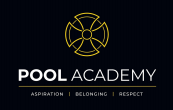 POOL ACADEMY
ASPIRATION | BELONGING | RESPECT